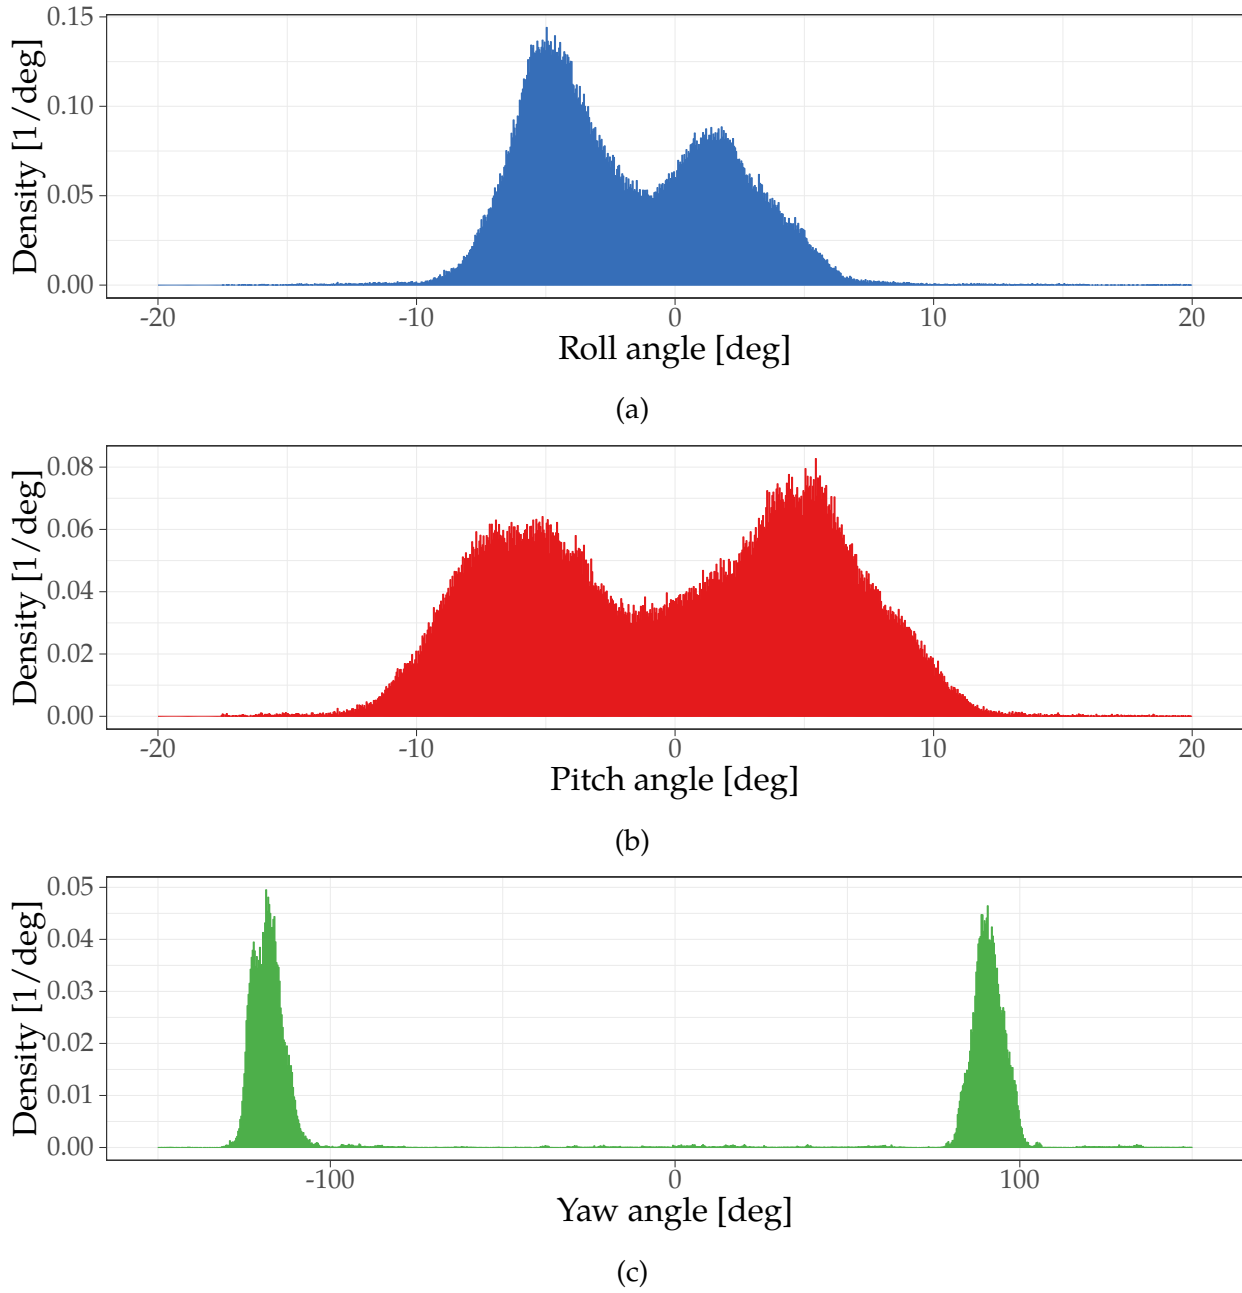 0.15
0.10
0.05
0.00
Density [1/deg]
-20 -10 0 10 20
Roll angle [deg]
(a)
0.08
0.06
0.04
0.02
0.00
Density [1/deg]
-20 -10 0 10 20
Pitch angle [deg]
(b)
0.05
0.04
0.03
0.02
0.01
0.00
Density [1/deg]
-100 0 100
Yaw angle [deg]
(c)